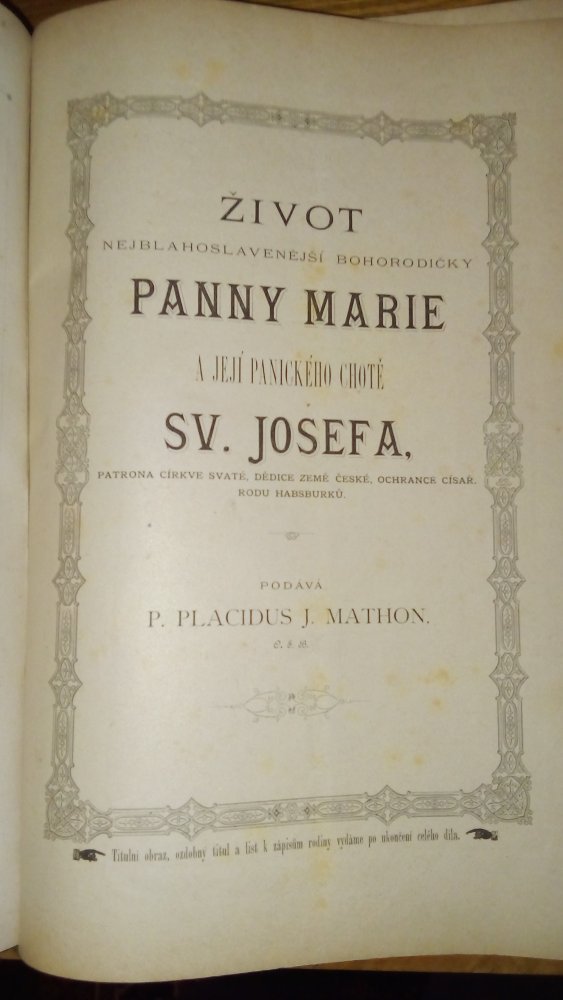 ŽIVOT
NEJBLAHOSLAVENĚJŠÍ BOHORODIČKY
PANNY MARIE
A JEJÍ PANICKÉHO CHOTĚ
SV. JOSEFA,
PATRONA CÍRKVE SVATÉ, DĚDICE ZEMĚ ČESKÉ, OCHRANCE CÍSAŘ.
RODU HABSBURKŮ.
PODÁVÁ
P. PLACIDUS J. MATHON.
O. S. B.
Titulní obraz, ozdobný titul a list k zápisům rodiny vydáme po ukončení celého díla.